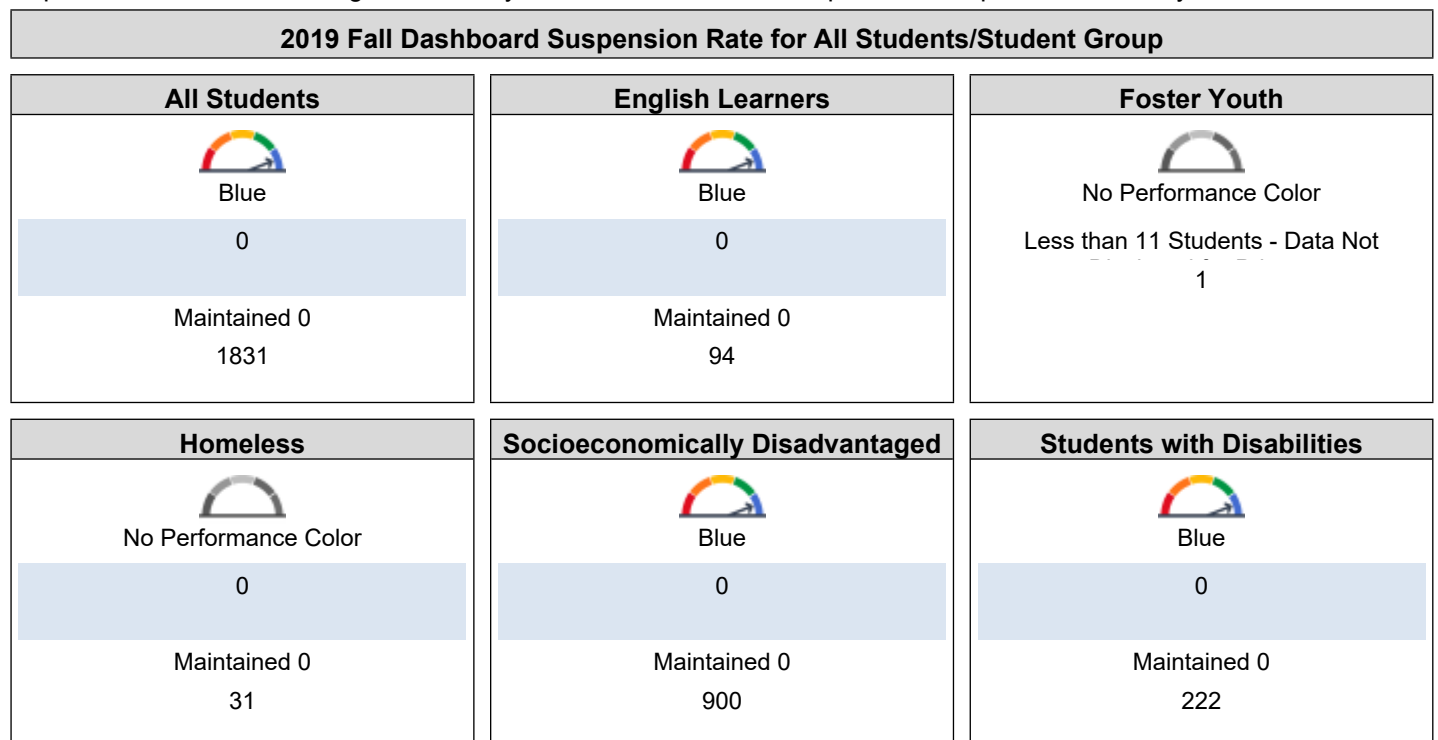 2019 Fall Dashboard Suspension Rate for All Students/Student Group
All Students
Blue
0
Maintained 0
1831
English Learners
Blue
0
Maintained 0
94
Foster Youth
No Performance Color
Less than 11 Students - Data Not
1
Homeless
No Performance Color
0
Maintained 0
31
Socioeconomically Disadvantaged
Blue
0
Maintained 0
900
Students with Disabilities
Blue
0
Maintained 0
222